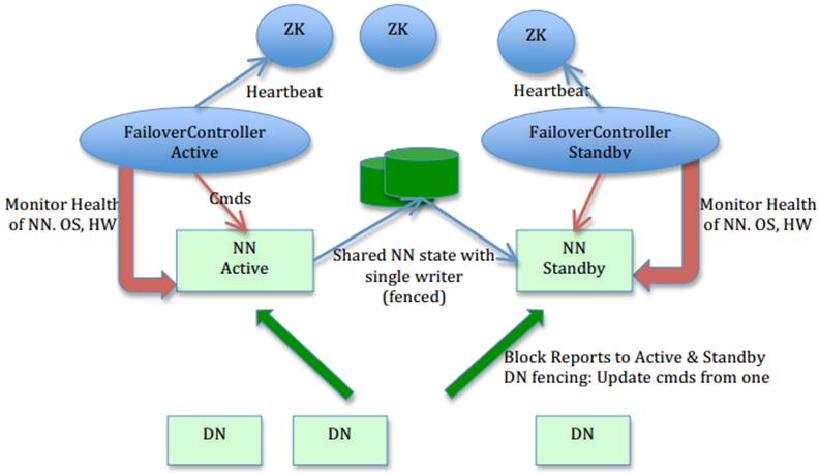 ZK
ZK
ZK
Heartbeat
Heartbeat
FailoverController
Active
FailoverController
Standby
Cmds
Monitor Health
of NN. OS, HW
Monitor Health
of NN. OS, HW
NN
Active
Shared NN state with
single writer
(fenced)
NN
Standby
Block Reports to Active & Standby
DN fencing: Update cmds from one
DN
DN
DN